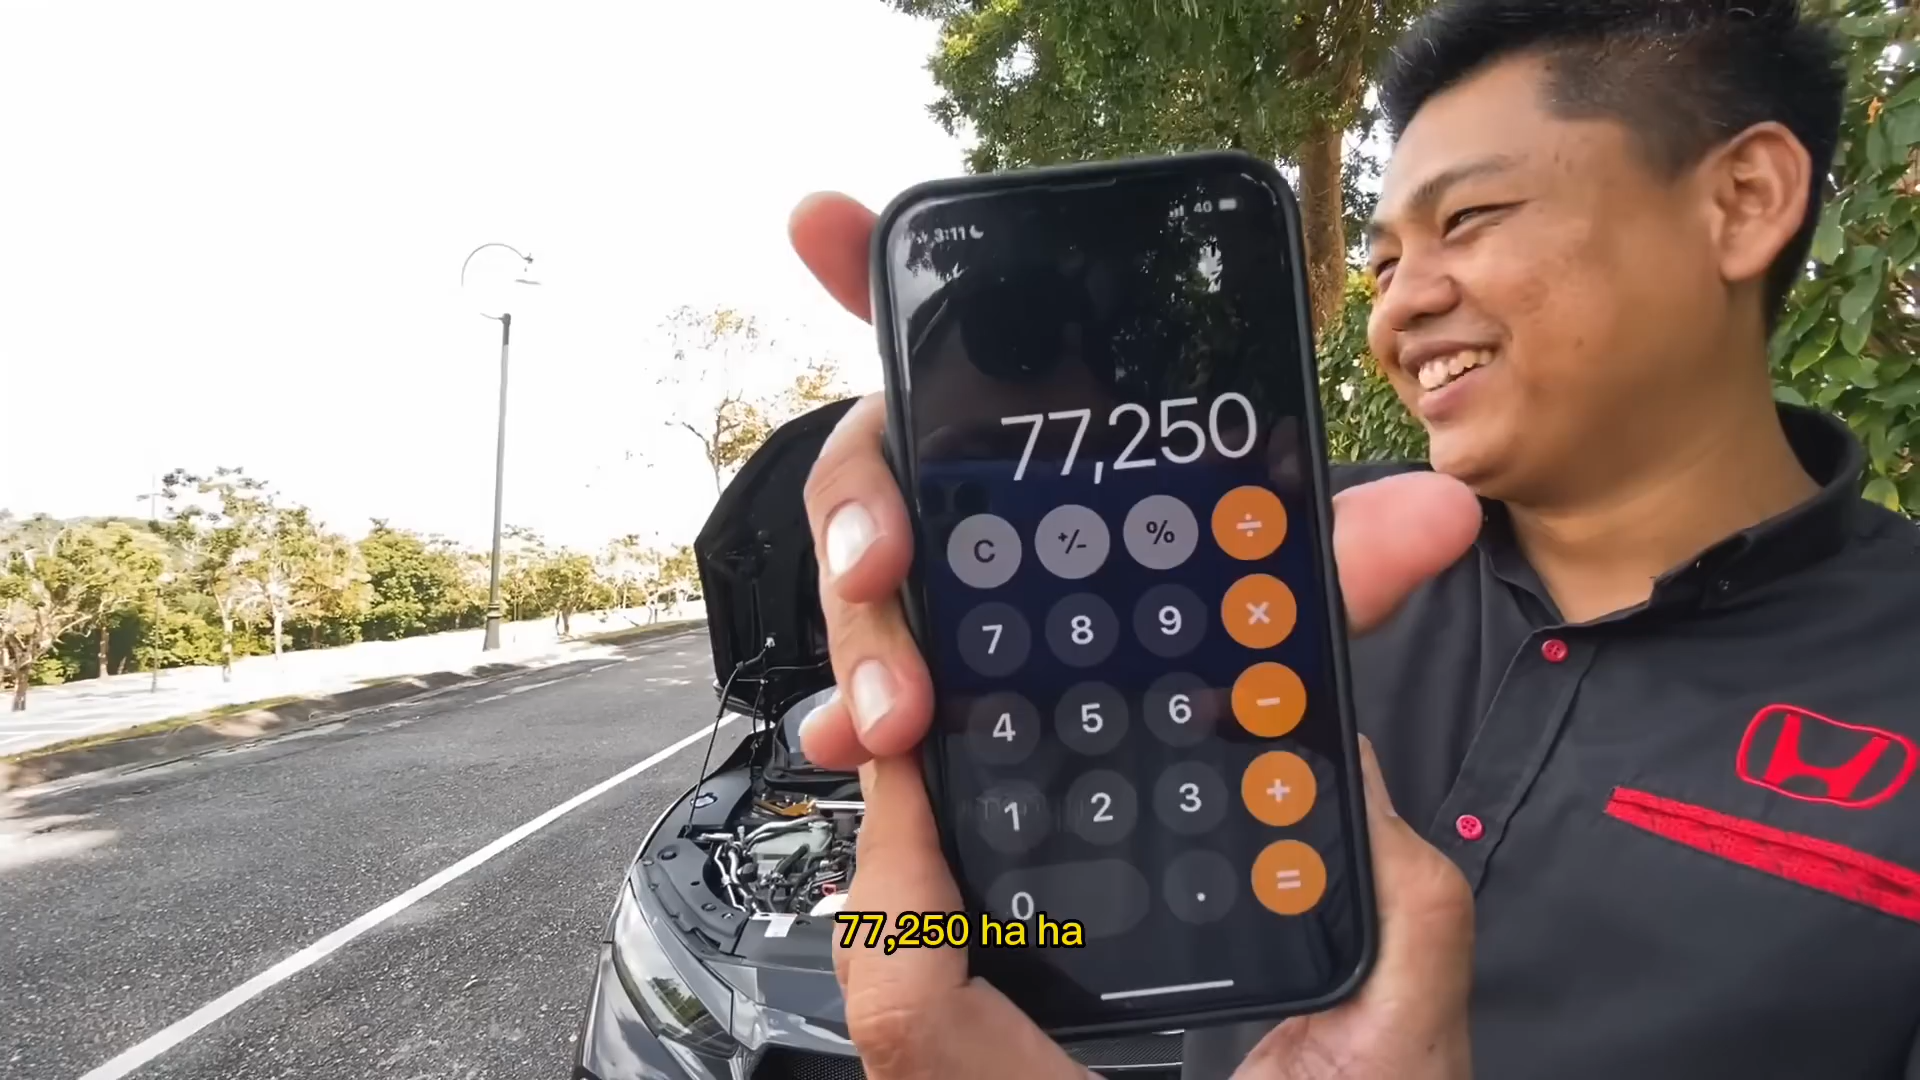 3:11
40
77,250
C +/- % ÷
7 8 9 ×
4 5 6 −
1 2 3 +
0 . =
77,250 ha ha